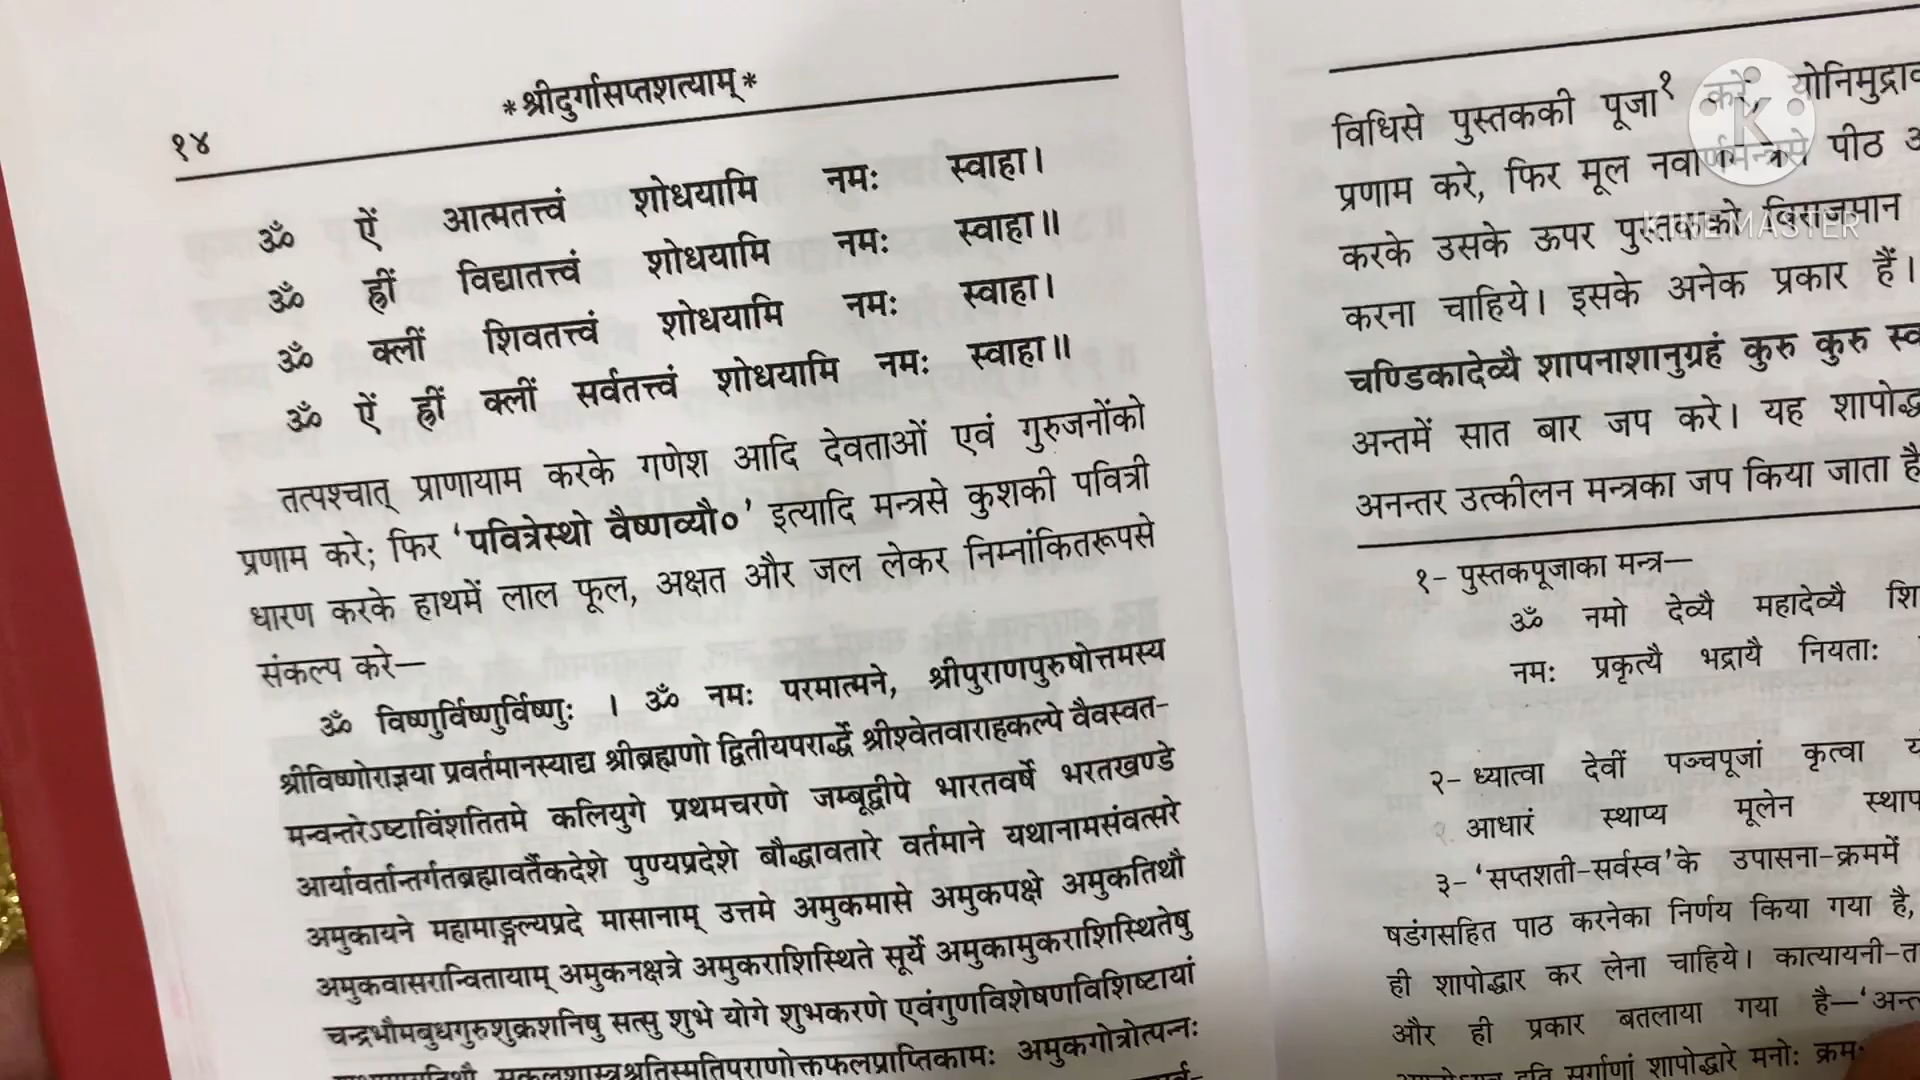 *श्रीदुर्गासप्तशत्याम्*
१४
ॐ ऐं आत्मतत्त्वं शोधयामि नमः स्वाहा।
ॐ ह्रीं विद्यातत्त्वं शोधयामि नमः स्वाहा॥
ॐ क्लीं शिवतत्त्वं शोधयामि नमः स्वाहा।
ॐ ऐं ह्रीं क्लीं सर्वतत्त्वं शोधयामि नमः स्वाहा॥
तत्पश्चात् प्राणायाम करके गणेश आदि देवताओं एवं गुरुजनोंको
प्रणाम करे; फिर ‘पवित्रेस्थो वैष्णव्यौ०’ इत्यादि मन्त्रसे कुशकी पवित्री
धारण करके हाथमें लाल फूल, अक्षत और जल लेकर निम्नांकितरूपसे
संकल्प करे—
ॐ विष्णुर्विष्णुर्विष्णुः । ॐ नमः परमात्मने, श्रीपुराणपुरुषोत्तमस्य
श्रीविष्णोराज्ञया प्रवर्तमानस्याद्य श्रीब्रह्मणो द्वितीयपरार्द्धे श्रीश्वेतवाराहकल्पे वैवस्वत-
मन्वन्तरेऽष्टाविंशतितमे कलियुगे प्रथमचरणे जम्बूद्वीपे भारतवर्षे भरतखण्डे
आर्यावर्तान्तर्गतब्रह्मावर्तैकदेशे पुण्यप्रदेशे बौद्धावतारे वर्तमाने यथानामसंवत्सरे
अमुकायने महामाङ्गल्यप्रदे मासानाम् उत्तमे अमुकमासे अमुकपक्षे अमुकतिथौ
अमुकवासरान्वितायाम् अमुकनक्षत्रे अमुकराशिस्थिते सूर्ये अमुकामुकराशिस्थितेषु
चन्द्रभौमबुधगुरुशुक्रशनिषु सत्सु शुभे योगे शुभकरणे एवंगुणविशेषणविशिष्टायां
सकलशास्त्रश्रुतिस्मृतिपुराणोक्तफलप्राप्तिकामः अमुकगोत्रोत्पन्नः
विधिसे पुस्तककी पूजा१ करे, 
प्रणाम करे, फिर मूल नवार्णमन्त्रसे पीठ
करके उसके ऊपर पुस्तकको विराजमान
करना चाहिये। इसके अनेक प्रकार हैं।
चण्डिकादेव्यै शापनाशानुग्रहं कुरु कुरु
अन्तमें सात बार जप करे। यह
अनन्तर उत्कीलन मन्त्रका जप किया जाता है
१- पुस्तकपूजाका मन्त्र—
ॐ नमो देव्यै महादेव्यै
नमः प्रकृत्यै भद्रायै नियताः
२- ध्यात्वा देवीं पञ्चपूजां कृत्वा
आधारं स्थाप्य मूलेन
३- ‘सप्तशती-सर्वस्व’के उपासना-क्रममें
षडंगसहित पाठ करनेका निर्णय किया गया है,
ही शापोद्धार कर लेना चाहिये। कात्यायनी-
और ही प्रकार बतलाया गया है—
सर्गाणां शापोद्धारे मनोः क्रमः
KINEMASTER